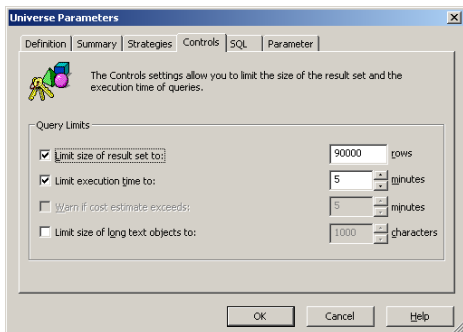 Universe Parameters
Definition Summary Strategies Controls SQL Parameter
The Controls settings allow you to limit the size of the result set and the
execution time of queries.
Query Limits
Limit size of result set to: 90000 rows
Limit execution time to: 5 minutes
Warn if cost estimate exceeds: 5 minutes
Limit size of long text objects to: 1000 characters
OK Cancel Help